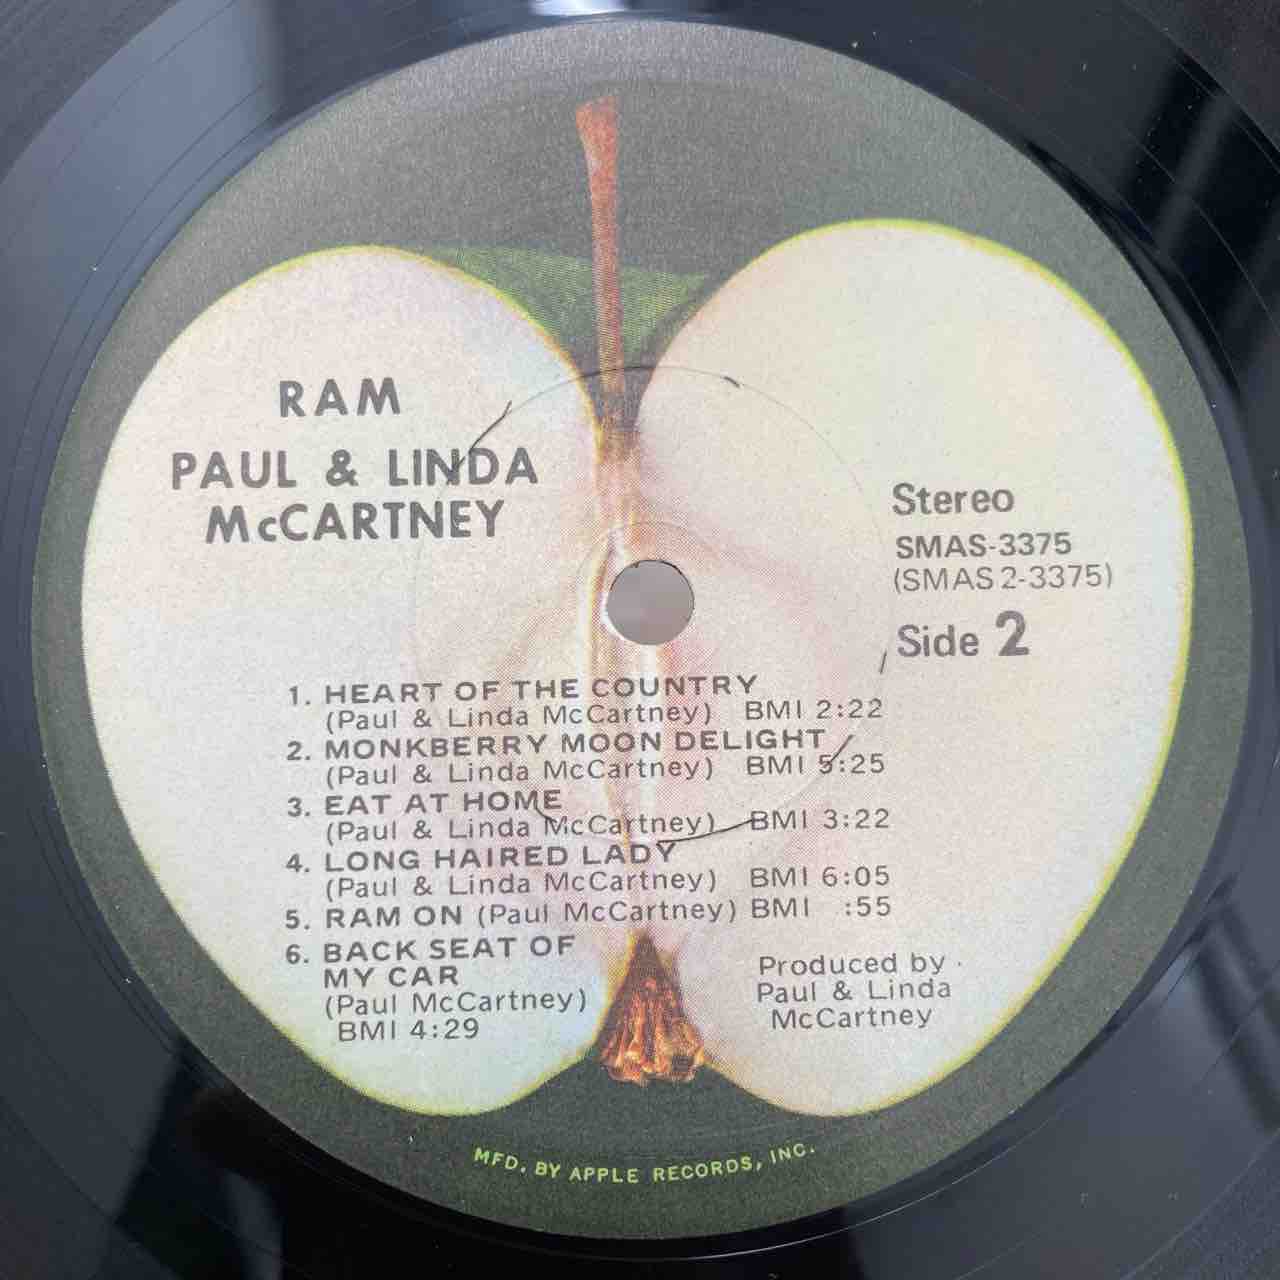 RAM
PAUL & LINDA
McCARTNEY
Stereo
SMAS-3375
(SMAS 2-3375)
Side 2
1. HEART OF THE COUNTRY
(Paul & Linda McCartney) BMI 2:22
2. MONKBERRY MOON DELIGHT
(Paul & Linda McCartney) BMI 5:25
3. EAT AT HOME
(Paul & Linda McCartney) BMI 3:22
4. LONG HAIRED LADY
(Paul & Linda McCartney) BMI 6:05
5. RAM ON (Paul McCartney) BMI :55
6. BACK SEAT OF
MY CAR
(Paul McCartney)
BMI 4:29
Produced by
Paul & Linda
McCartney
MFD. BY APPLE RECORDS, INC.